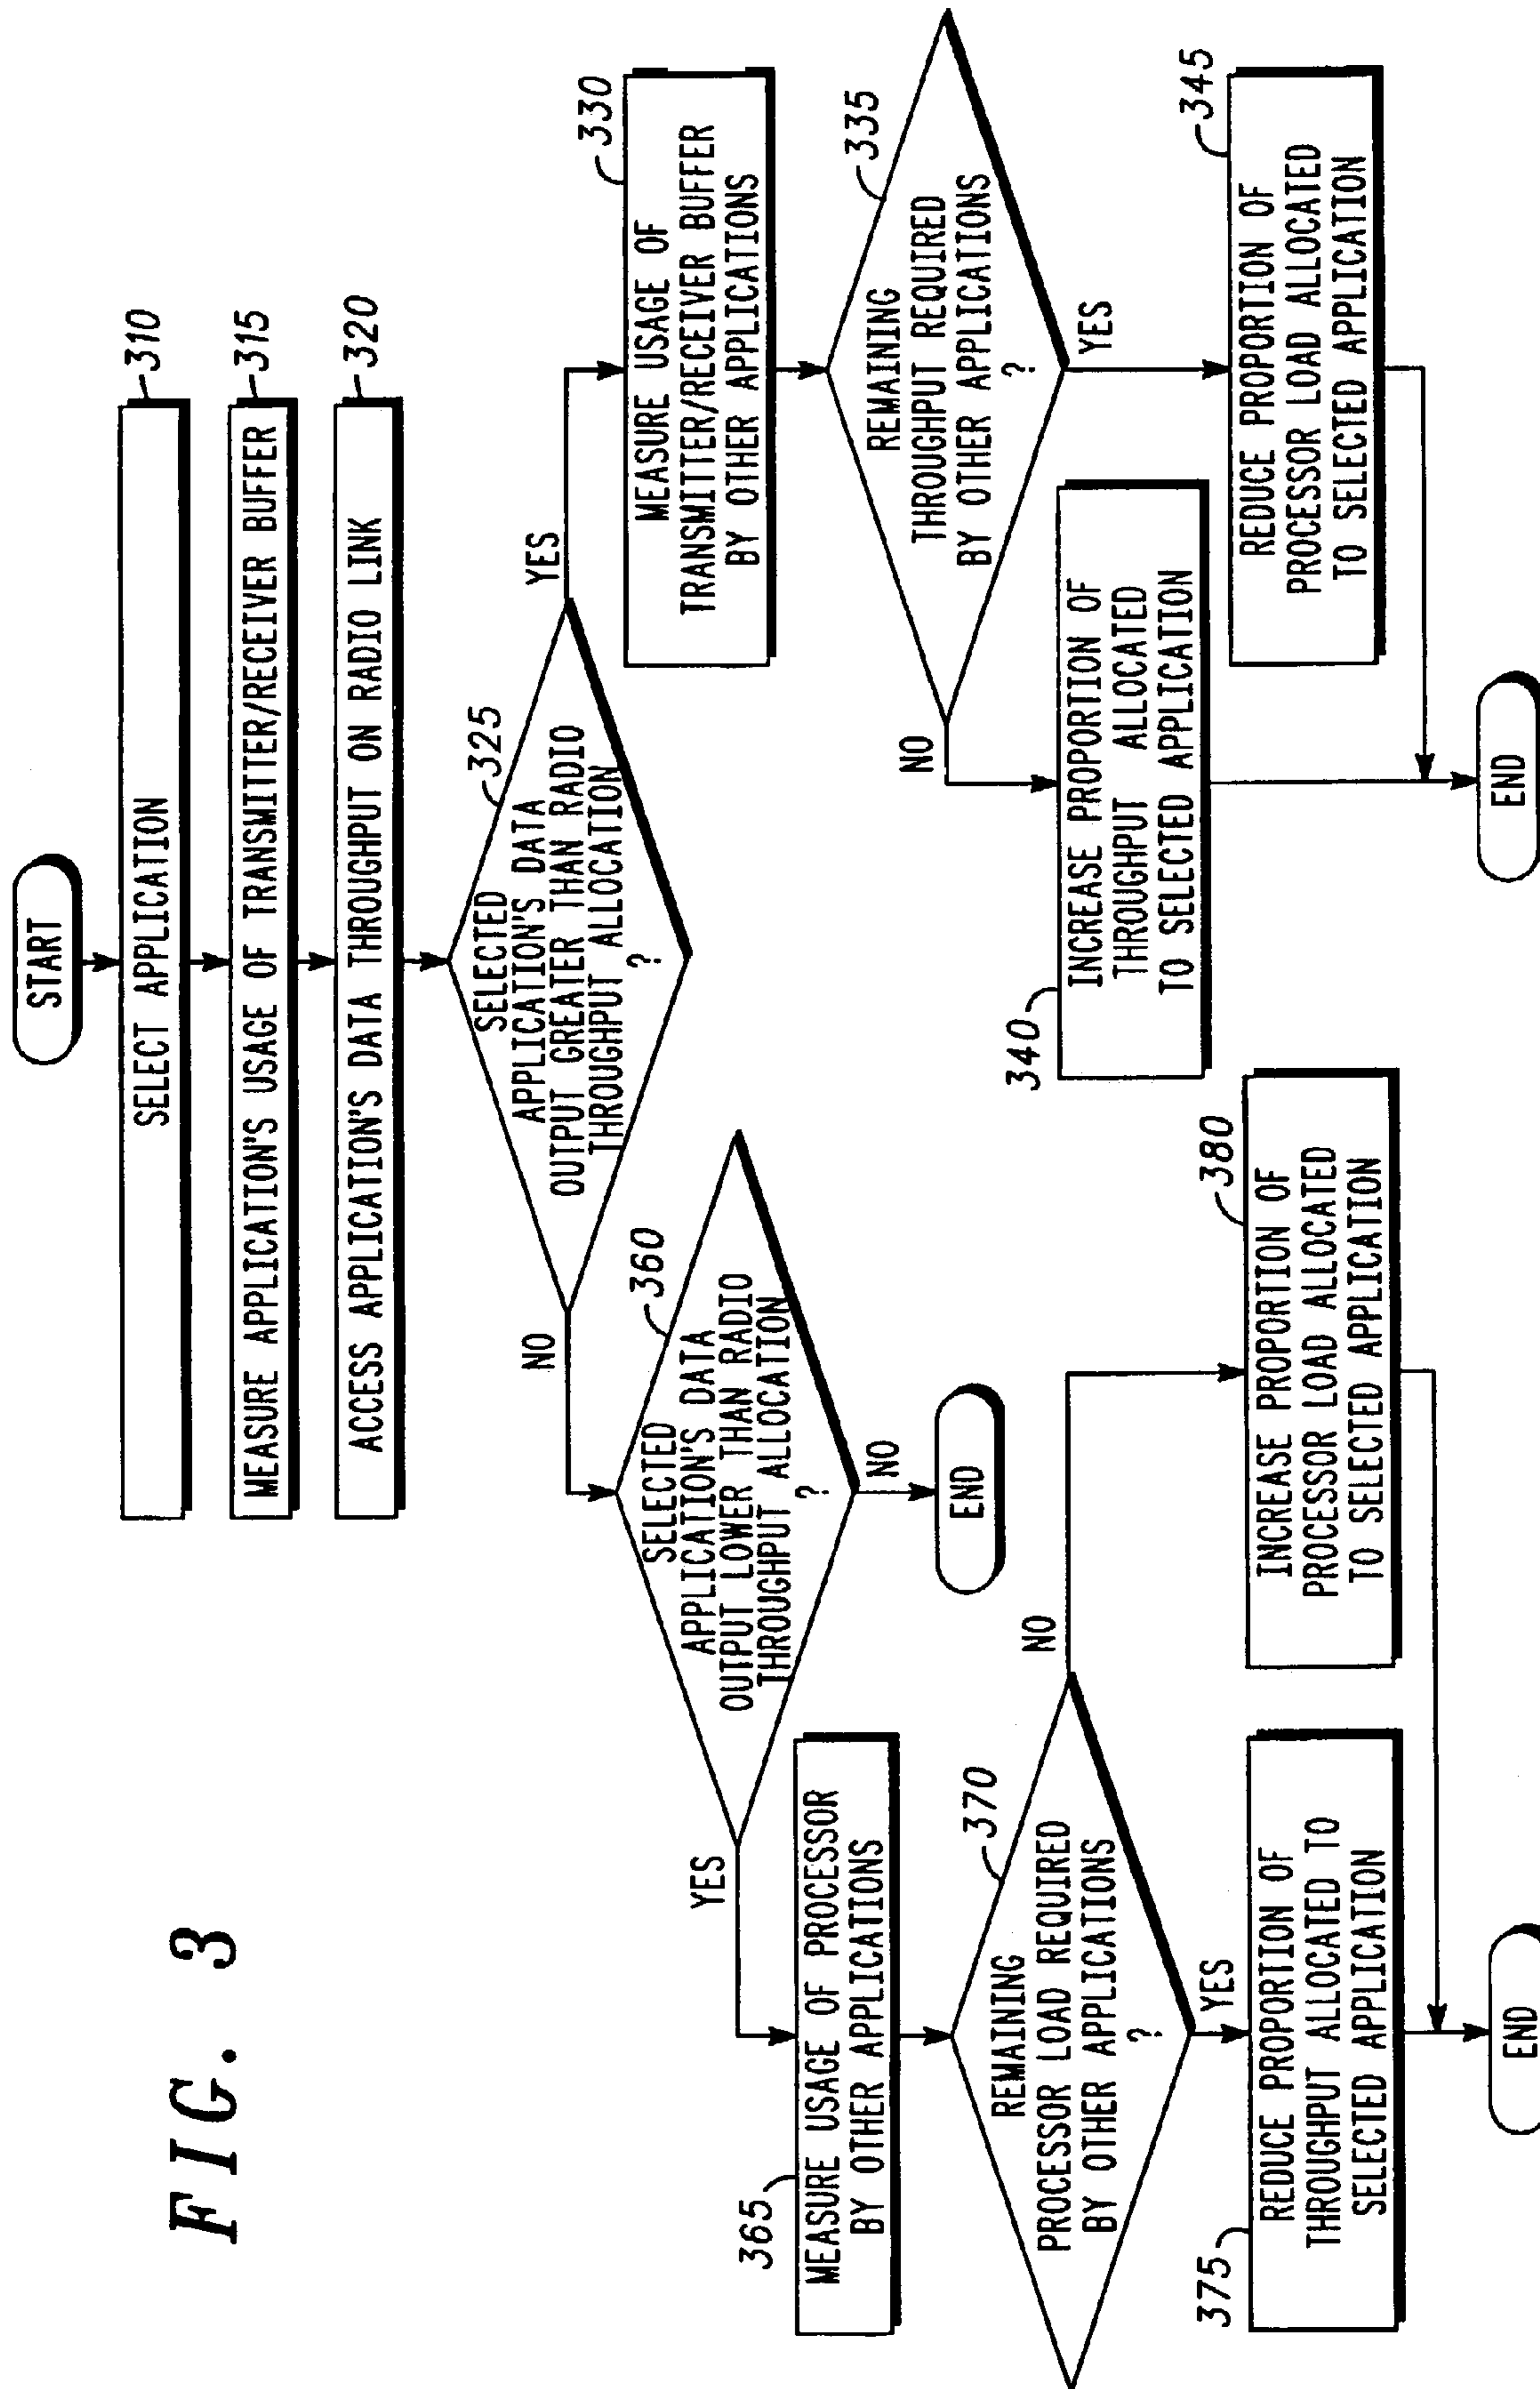 FIG. 3
START
SELECT APPLICATION
310
MEASURE APPLICATION'S USAGE OF TRANSMITTER/RECEIVER BUFFER
315
ACCESS APPLICATION'S DATA THROUGHPUT ON RADIO LINK
320
SELECTED
APPLICATION'S DATA
OUTPUT GREATER THAN RADIO
THROUGHPUT ALLOCATION
?
325
YES
NO
MEASURE USAGE OF
TRANSMITTER/RECEIVER BUFFER
BY OTHER APPLICATIONS
330
REMAINING
THROUGHPUT REQUIRED
BY OTHER APPLICATIONS
?
335
NO
YES
340
INCREASE PROPORTION OF
THROUGHPUT ALLOCATED
TO SELECTED APPLICATION
REDUCE PROPORTION OF
PROCESSOR LOAD ALLOCATED
TO SELECTED APPLICATION
345
END
SELECTED
APPLICATION'S DATA
OUTPUT LOWER THAN RADIO
THROUGHPUT ALLOCATION
?
360
YES
NO
END
365
MEASURE USAGE OF PROCESSOR
BY OTHER APPLICATIONS
REMAINING
PROCESSOR LOAD REQUIRED
BY OTHER APPLICATIONS
?
370
YES
NO
375
REDUCE PROPORTION OF
THROUGHPUT ALLOCATED TO
SELECTED APPLICATION
INCREASE PROPORTION OF
PROCESSOR LOAD ALLOCATED
TO SELECTED APPLICATION
380
END